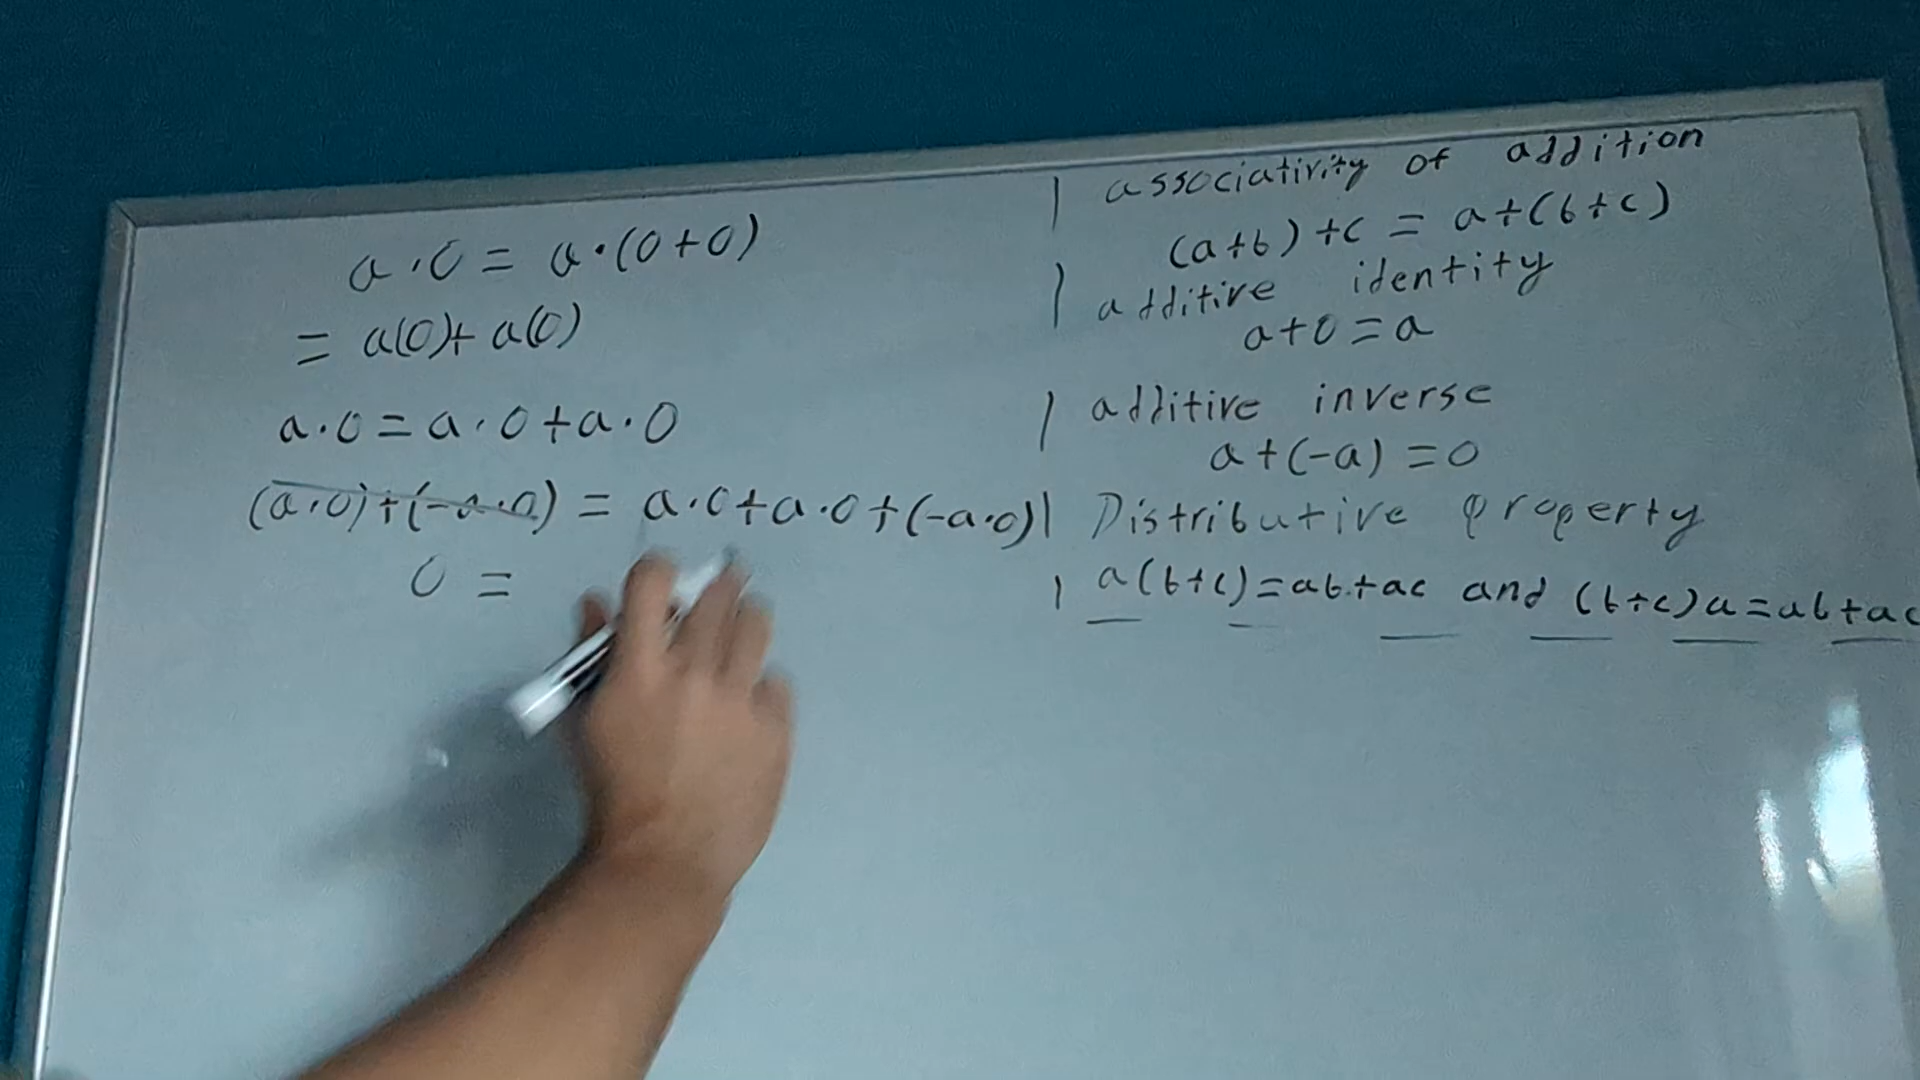 a·0 = a·(0+0)
= a(0)+ a(0)
a·0 = a·0+a·0
(a·0)+(-a·0) = a·0+a·0+(-a·0)
0 =
associativity of addition
(a+b)+c = a+(b+c)
additive identity
a+0=a
additive inverse
a+(-a)=0
Distributive property
a(b+c)=ab+ac and (b+c)a=ab+ac